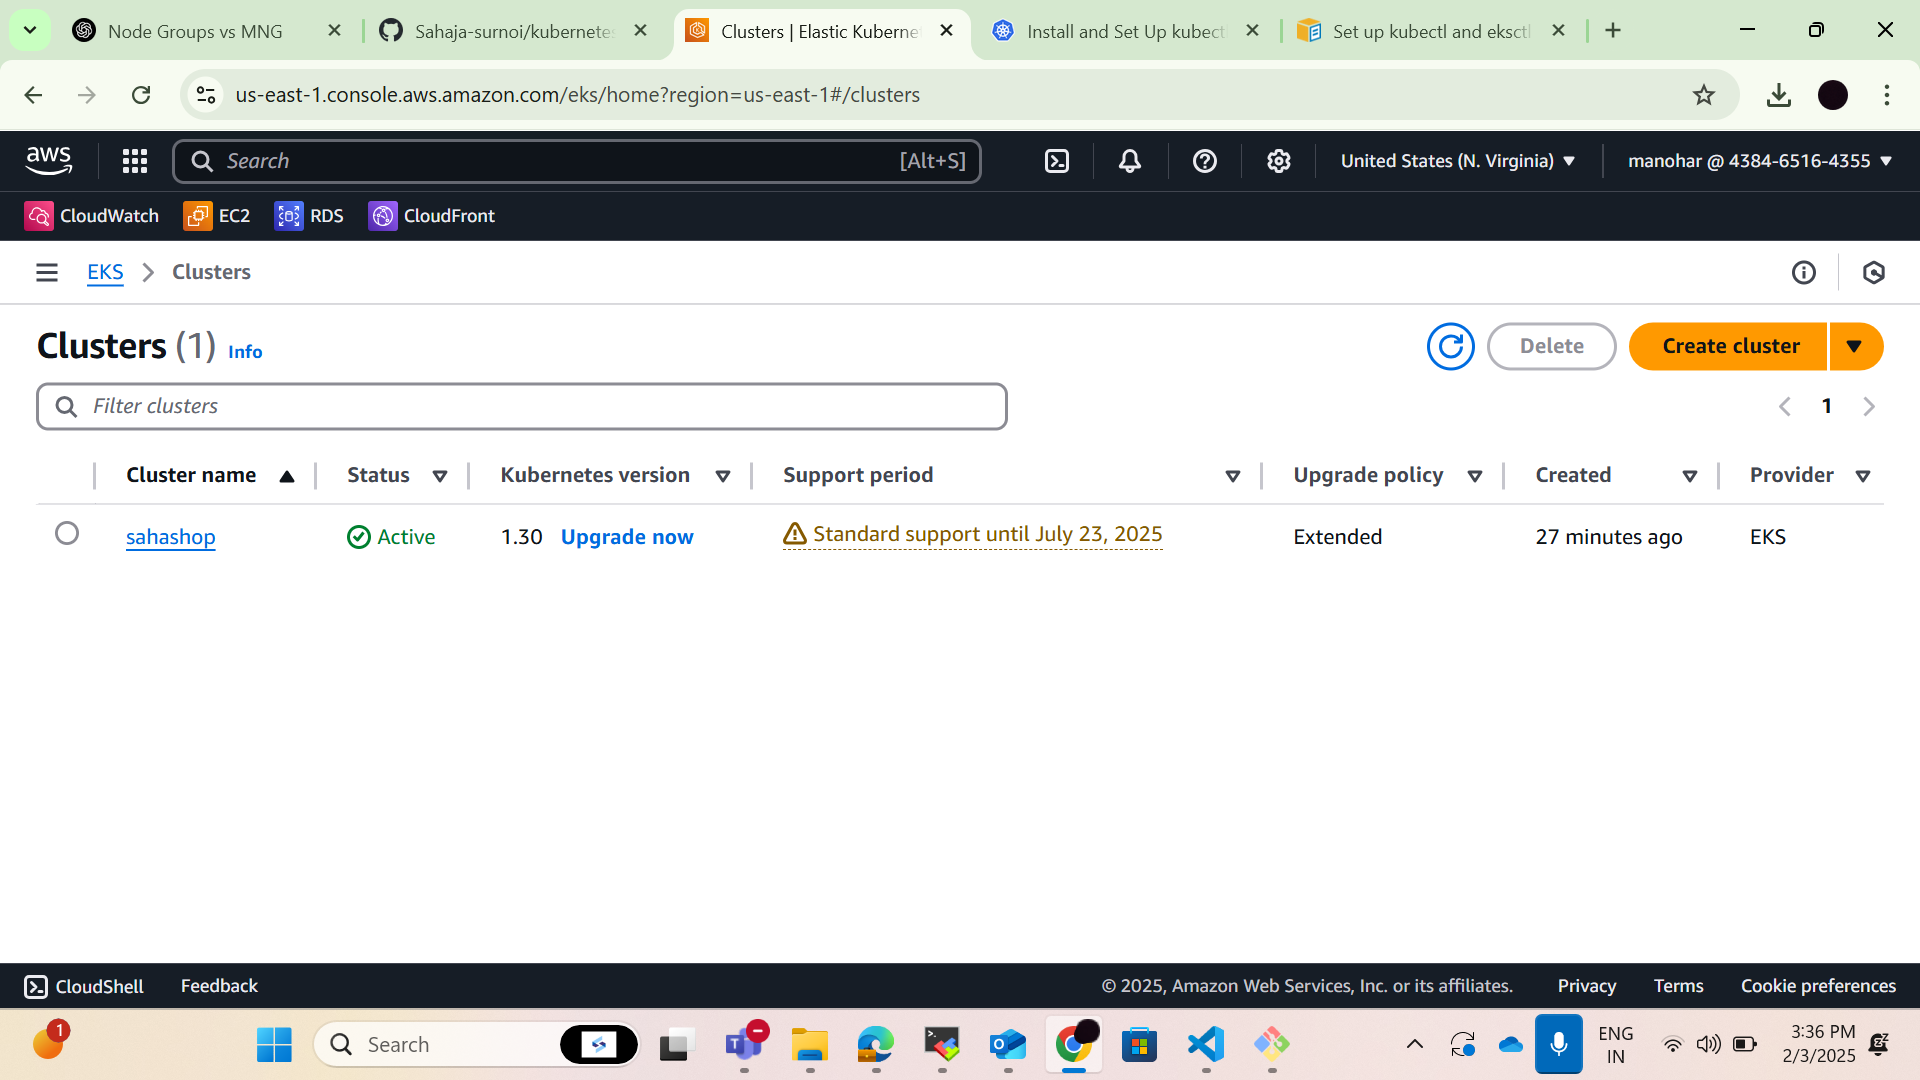 Node Groups vs MNG
Sahaja-surnoi/kubernetes
Clusters | Elastic Kubernet
Install and Set Up kubectl
Set up kubectl and eksctl
us-east-1.console.aws.amazon.com/eks/home?region=us-east-1#/clusters
aws
Search
[Alt+S]
United States (N. Virginia)
manohar @ 4384-6516-4355
CloudWatch
EC2
RDS
CloudFront
EKS
Clusters
Clusters (1) Info
Delete
Create cluster
Filter clusters
1
Cluster name
Status
Kubernetes version
Support period
Upgrade policy
Created
Provider
sahashop
Active
1.30 Upgrade now
Standard support until July 23, 2025
Extended
27 minutes ago
EKS
CloudShell
Feedback
© 2025, Amazon Web Services, Inc. or its affiliates.
Privacy
Terms
Cookie preferences
1
Search
ENG
IN
3:36 PM
2/3/2025